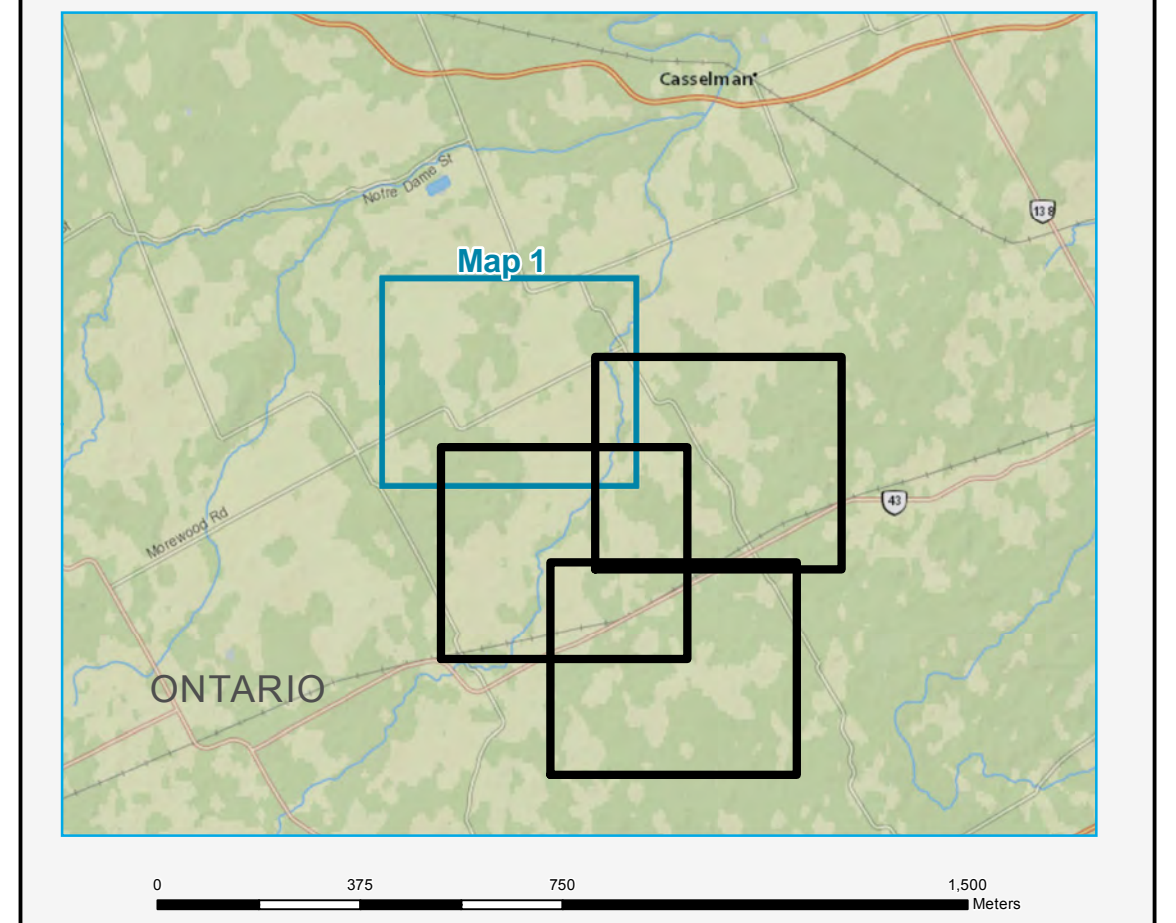 Casselman
Notre Dame St
138
Map 1
43
Morewood Rd
ONTARIO
0 375 750 1,500
Meters